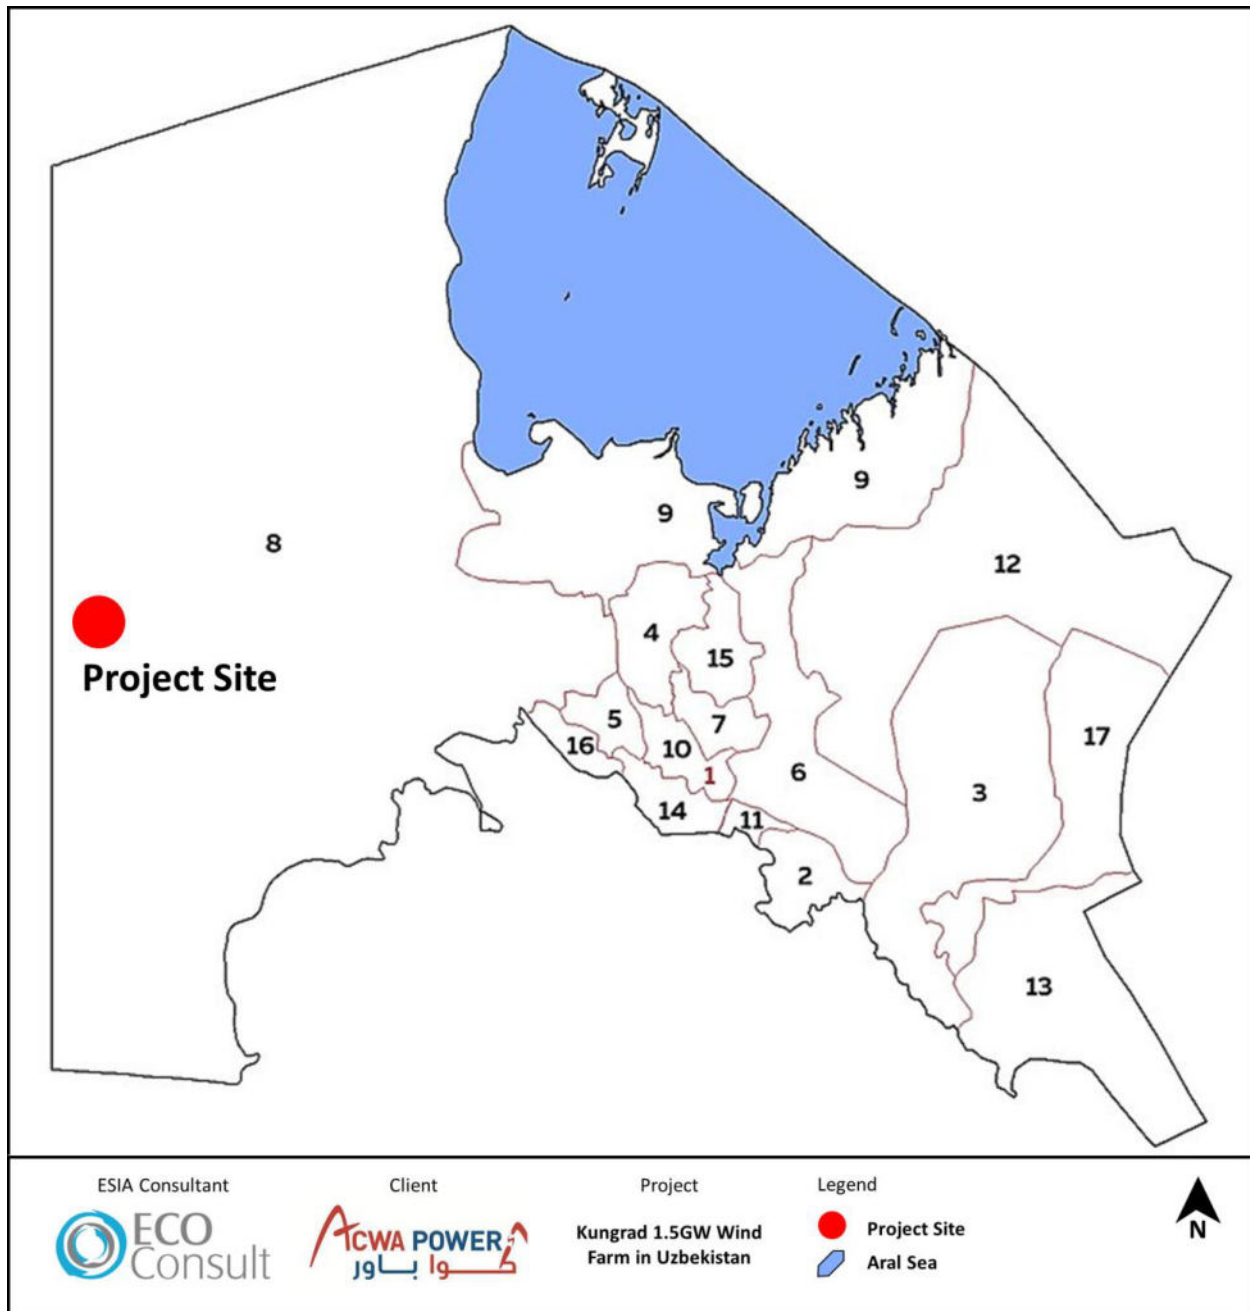 9
9
8
12
4
15
5
7
17
16
10
1
6
3
14
11
2
13
Project Site
ESIA Consultant
ECO
Consult
Client
ACWA POWER
أكوا باور
Project
Kungrad 1.5GW Wind
Farm in Uzbekistan
Legend
Project Site
Aral Sea
N